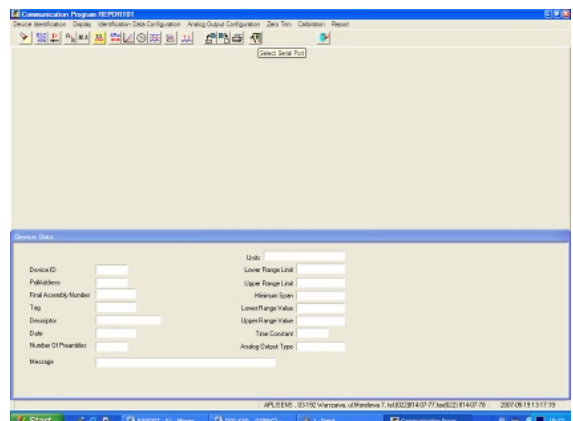 Communication Program REPORT01
Device Identification Display Identification Data Configuration Analog Output Configuration Zero Trim Calibration Report
Select Serial Port
Device Data
Units
Device ID
Lower Range Limit
PollAddress
Upper Range Limit
Final Assembly Number
Minimum Span
Tag
Lower Range Value
Descriptor
Upper Range Value
Date
Time Constant
Number Of Preambles
Analog Output Type
Message
APLISENS , 03-192 Warszawa, ul.Morelowa 7, tel.(022)814-07-77,fax(022) 814-07-78
Start